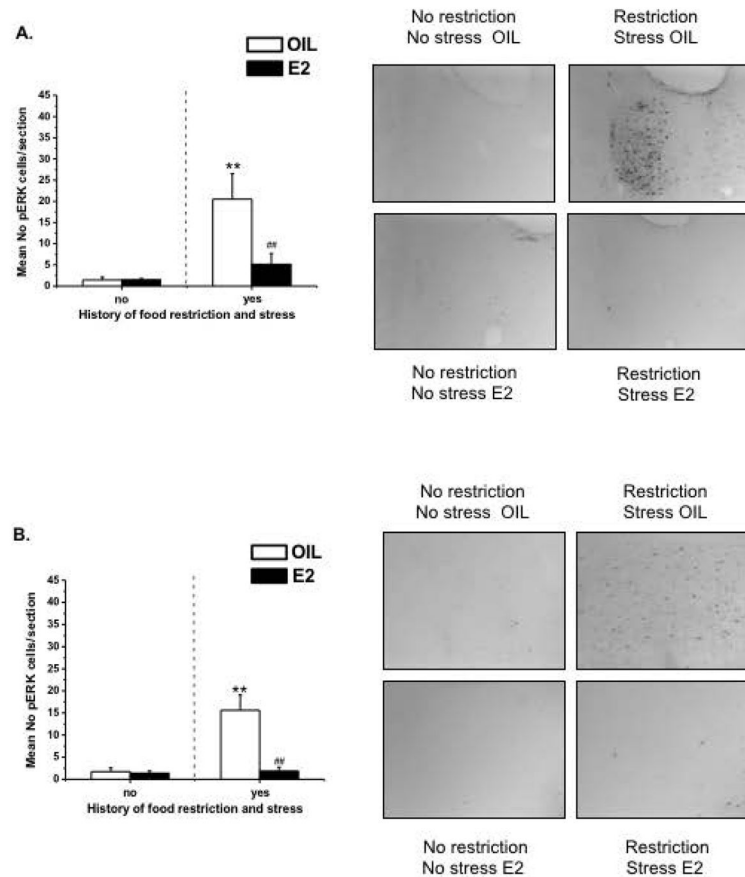 A.
OIL
E2
Mean No pERK cells/section
45
40
35
30
25
20
15
10
5
0
**
##
no
yes
History of food restriction and stress
No restriction
No stress OIL
Restriction
Stress OIL
No restriction
No stress E2
Restriction
Stress E2
B.
OIL
E2
Mean No pERK cells/section
45
40
35
30
25
20
15
10
5
0
**
##
no
yes
History of food restriction and stress
No restriction
No stress OIL
Restriction
Stress OIL
No restriction
No stress E2
Restriction
Stress E2